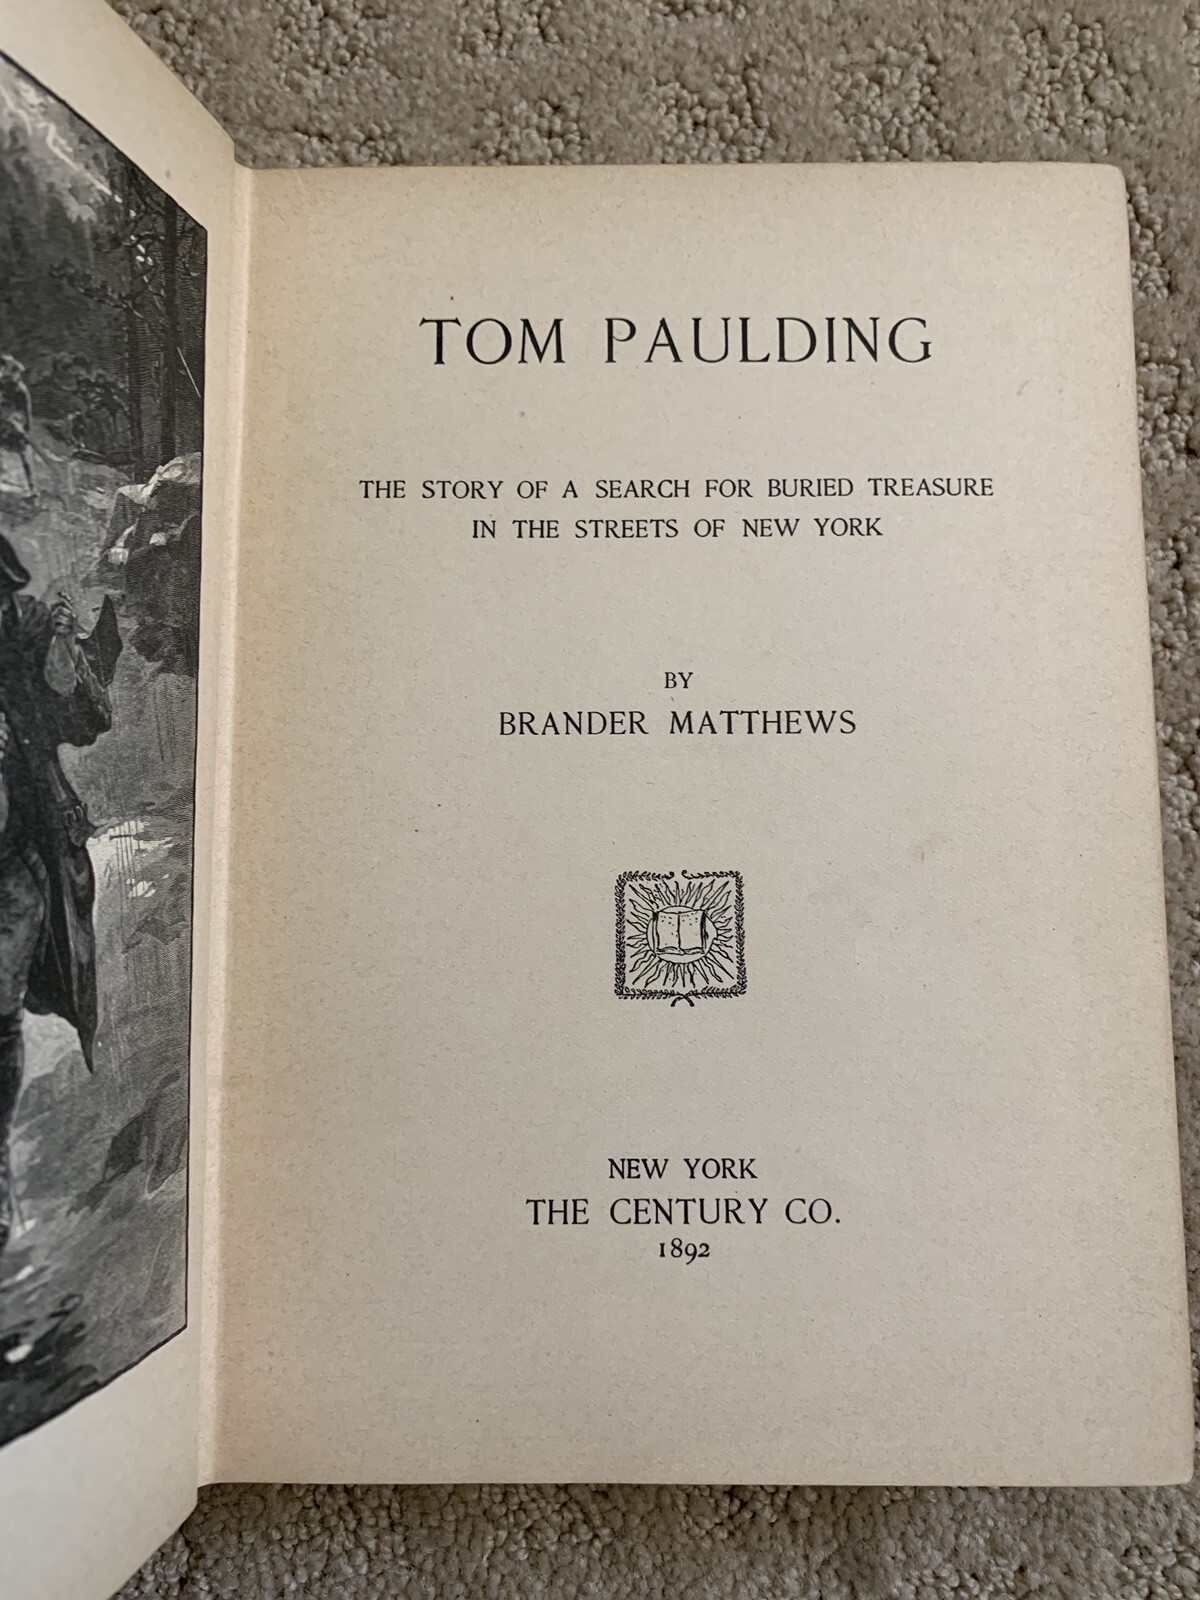 TOM PAULDING
THE STORY OF A SEARCH FOR BURIED TREASURE
IN THE STREETS OF NEW YORK
BY
BRANDER MATTHEWS
NEW YORK
THE CENTURY CO.
1892